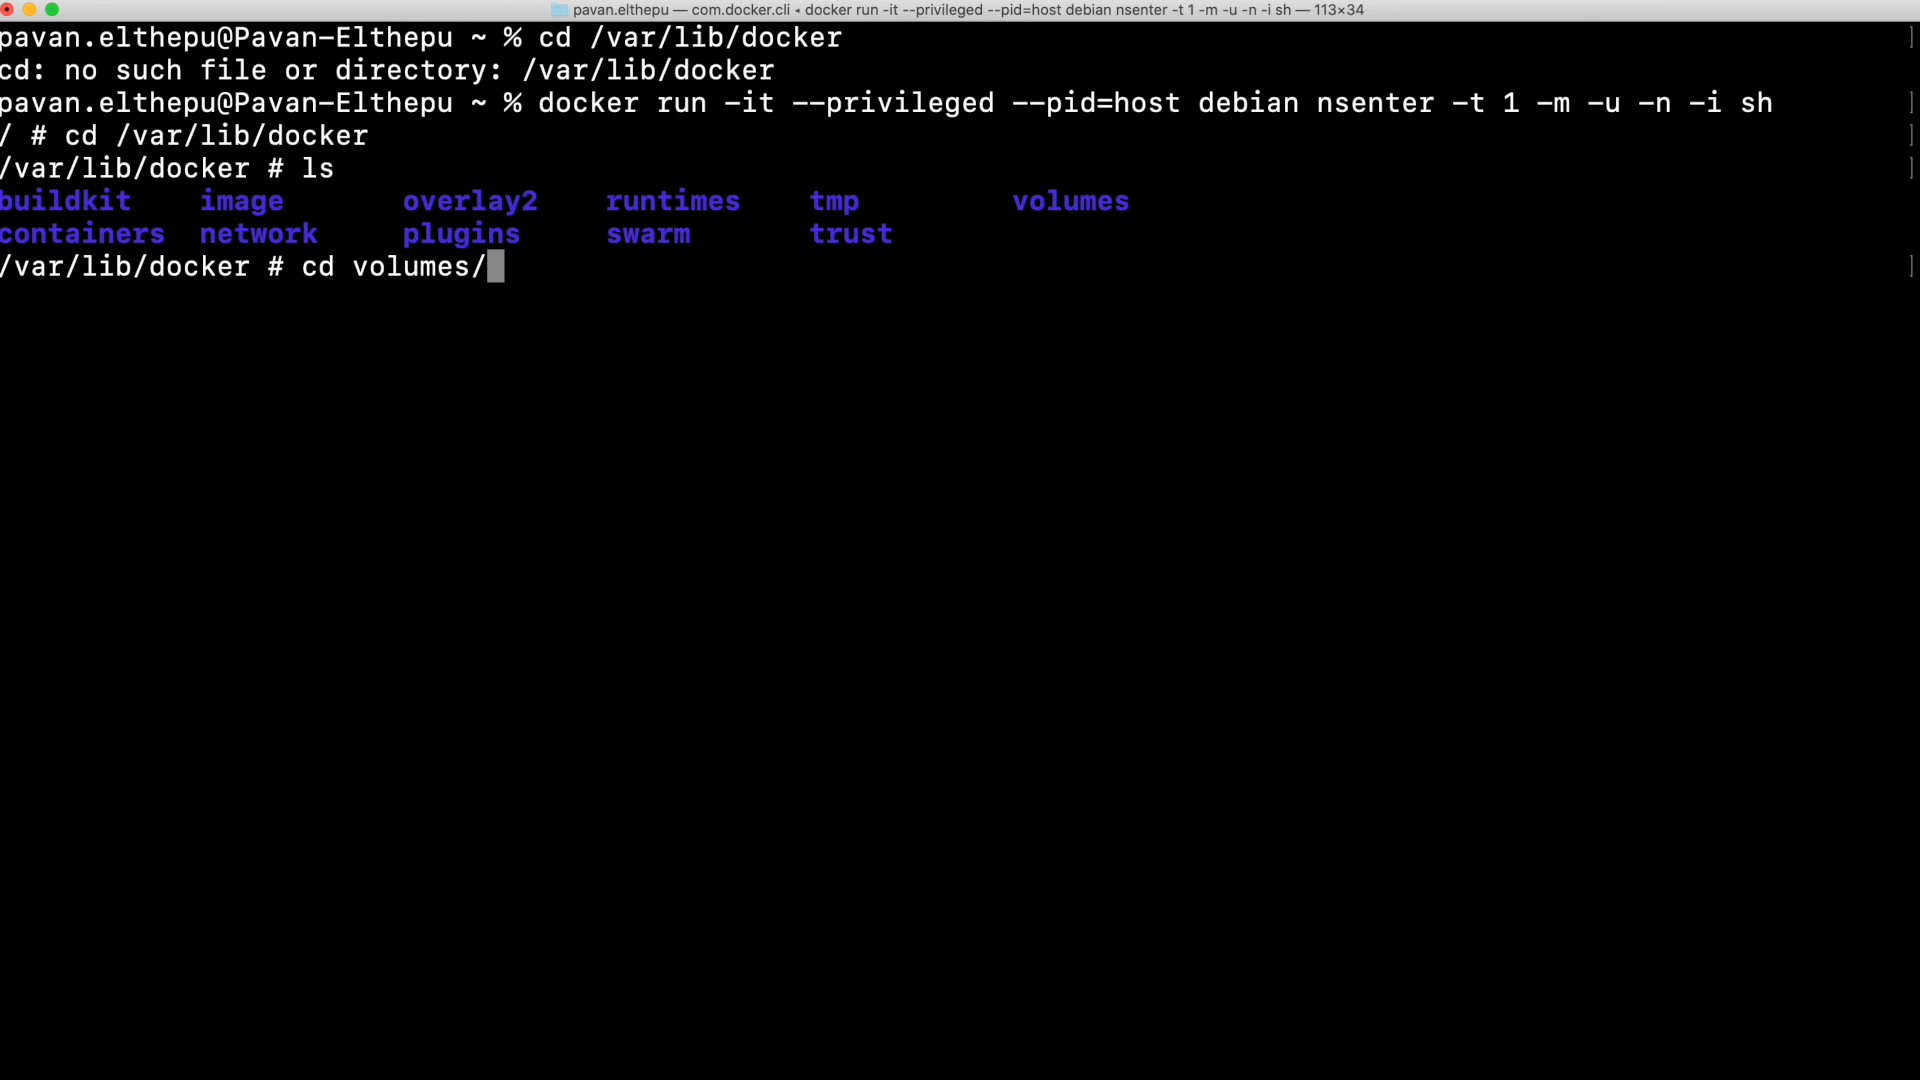 pavan.elthepu — com.docker.cli ◂ docker run -it --privileged --pid=host debian nsenter -t 1 -m -u -n -i sh — 113×34
pavan.elthepu@Pavan-Elthepu ~ % cd /var/lib/docker
cd: no such file or directory: /var/lib/docker
pavan.elthepu@Pavan-Elthepu ~ % docker run -it --privileged --pid=host debian nsenter -t 1 -m -u -n -i sh
/ # cd /var/lib/docker
/var/lib/docker # ls
buildkit image overlay2 runtimes tmp volumes
containers network plugins swarm trust
/var/lib/docker # cd volumes/